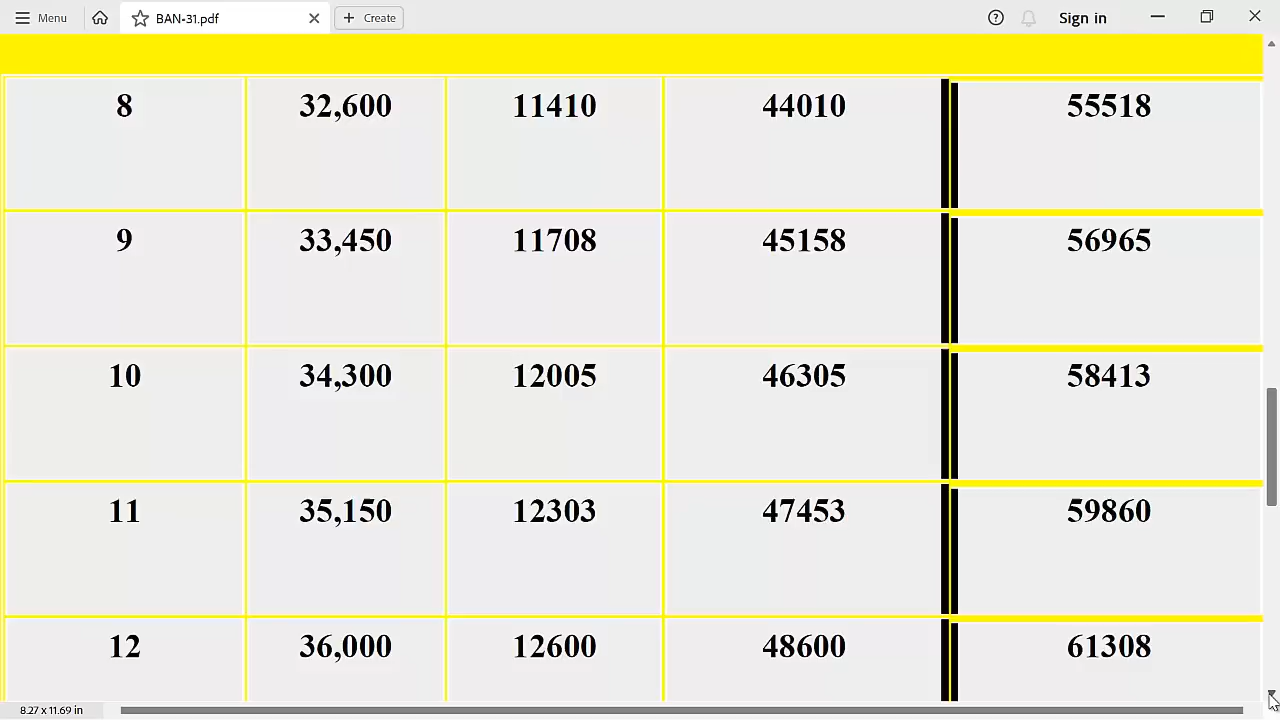 Menu BAN-31.pdf Create Sign in
8 32,600 11410 44010 55518
9 33,450 11708 45158 56965
10 34,300 12005 46305 58413
11 35,150 12303 47453 59860
12 36,000 12600 48600 61308
8.27 x 11.69 in